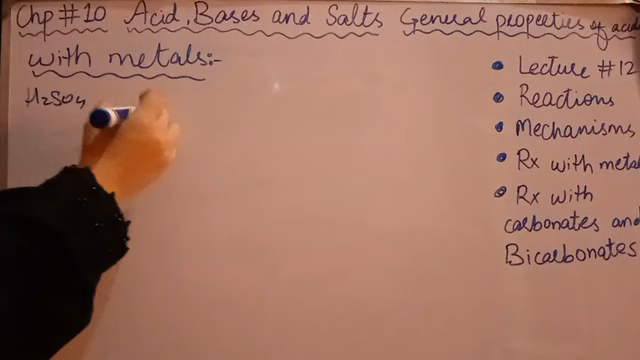 Chp #10 Acid, Bases and Salts General properties of acid
with metals:-
H₂SO₄
• Lecture #12
• Reactions
• Mechanisms
• Rx with metal
• Rx with
carbonates and
Bicarbonates